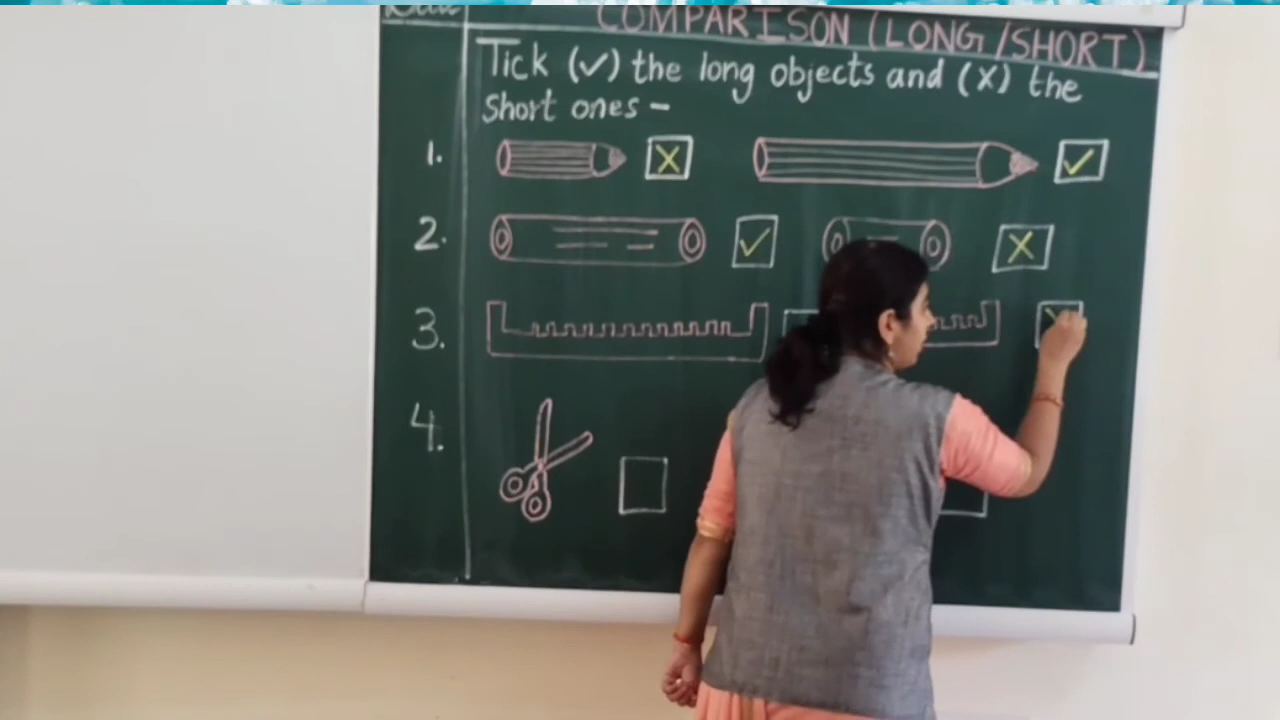 COMPARISON (LONG/SHORT)
Tick (✓) the long objects and (X) the
Short ones -
1.
2.
3.
4.